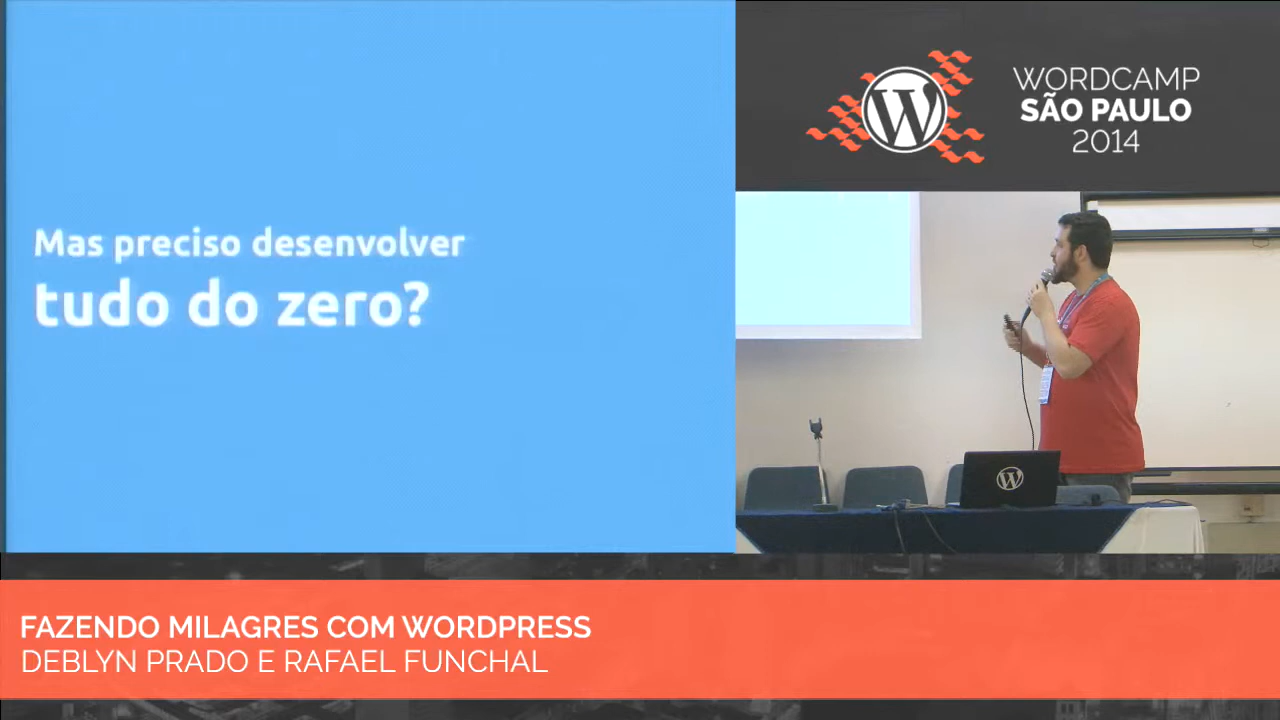 Mas preciso desenvolver
tudo do zero?
WORDCAMP
SÃO PAULO
2014
FAZENDO MILAGRES COM WORDPRESS
DEBLYN PRADO E RAFAEL FUNCHAL